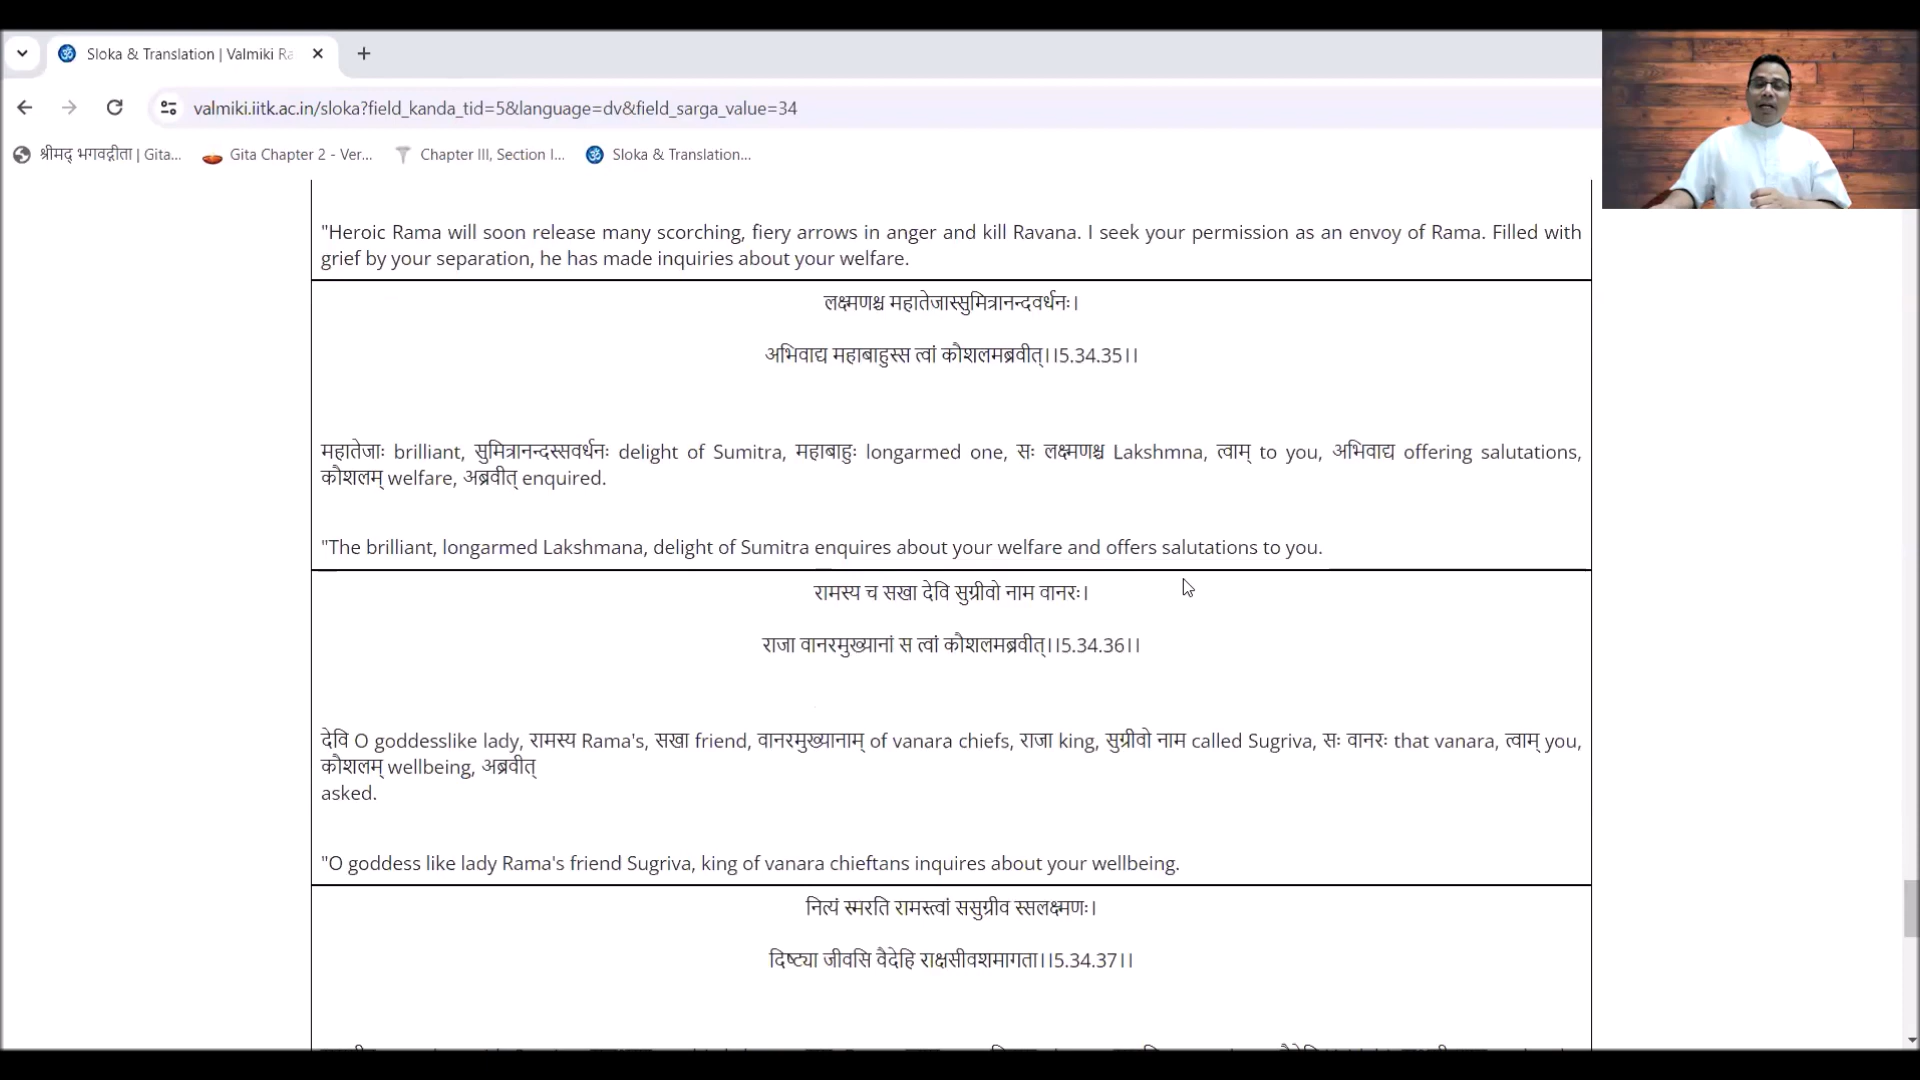 Sloka & Translation | Valmiki Ra
valmiki.iitk.ac.in/sloka?field_kanda_tid=5&language=dv&field_sarga_value=34
श्रीमद् भगवद्गीता | Gita... Gita Chapter 2 - Ver... Chapter III, Section I... Sloka & Translation...
"Heroic Rama will soon release many scorching, fiery arrows in anger and kill Ravana. I seek your permission as an envoy of Rama. Filled with
grief by your separation, he has made inquiries about your welfare.
लक्ष्मणश्च महातेजास्सुमित्रानन्दवर्धनः।
अभिवाद्य महाबाहुस्स त्वां कौशलमब्रवीत्।।5.34.35।।
महातेजाः brilliant, सुमित्रानन्दस्सवर्धनः delight of Sumitra, महाबाहुः longarmed one, सः लक्ष्मणश्च Lakshmna, त्वाम् to you, अभिवाद्य offering salutations,
कौशलम् welfare, अब्रवीत् enquired.
"The brilliant, longarmed Lakshmana, delight of Sumitra enquires about your welfare and offers salutations to you.
रामस्य च सखा देवि सुग्रीवो नाम वानरः।
राजा वानरमुख्यानां स त्वां कौशलमब्रवीत्।।5.34.36।।
देवि O goddesslike lady, रामस्य Rama's, सखा friend, वानरमुख्यानाम् of vanara chiefs, राजा king, सुग्रीवो नाम called Sugriva, सः वानरः that vanara, त्वाम् you,
कौशलम् wellbeing, अब्रवीत्
asked.
"O goddess like lady Rama's friend Sugriva, king of vanara chieftans inquires about your wellbeing.
नित्यं स्मरति रामस्त्वां ससुग्रीव स्सलक्ष्मणः।
दिष्ट्या जीवसि वैदेहि राक्षसीवशमागता।।5.34.37।।